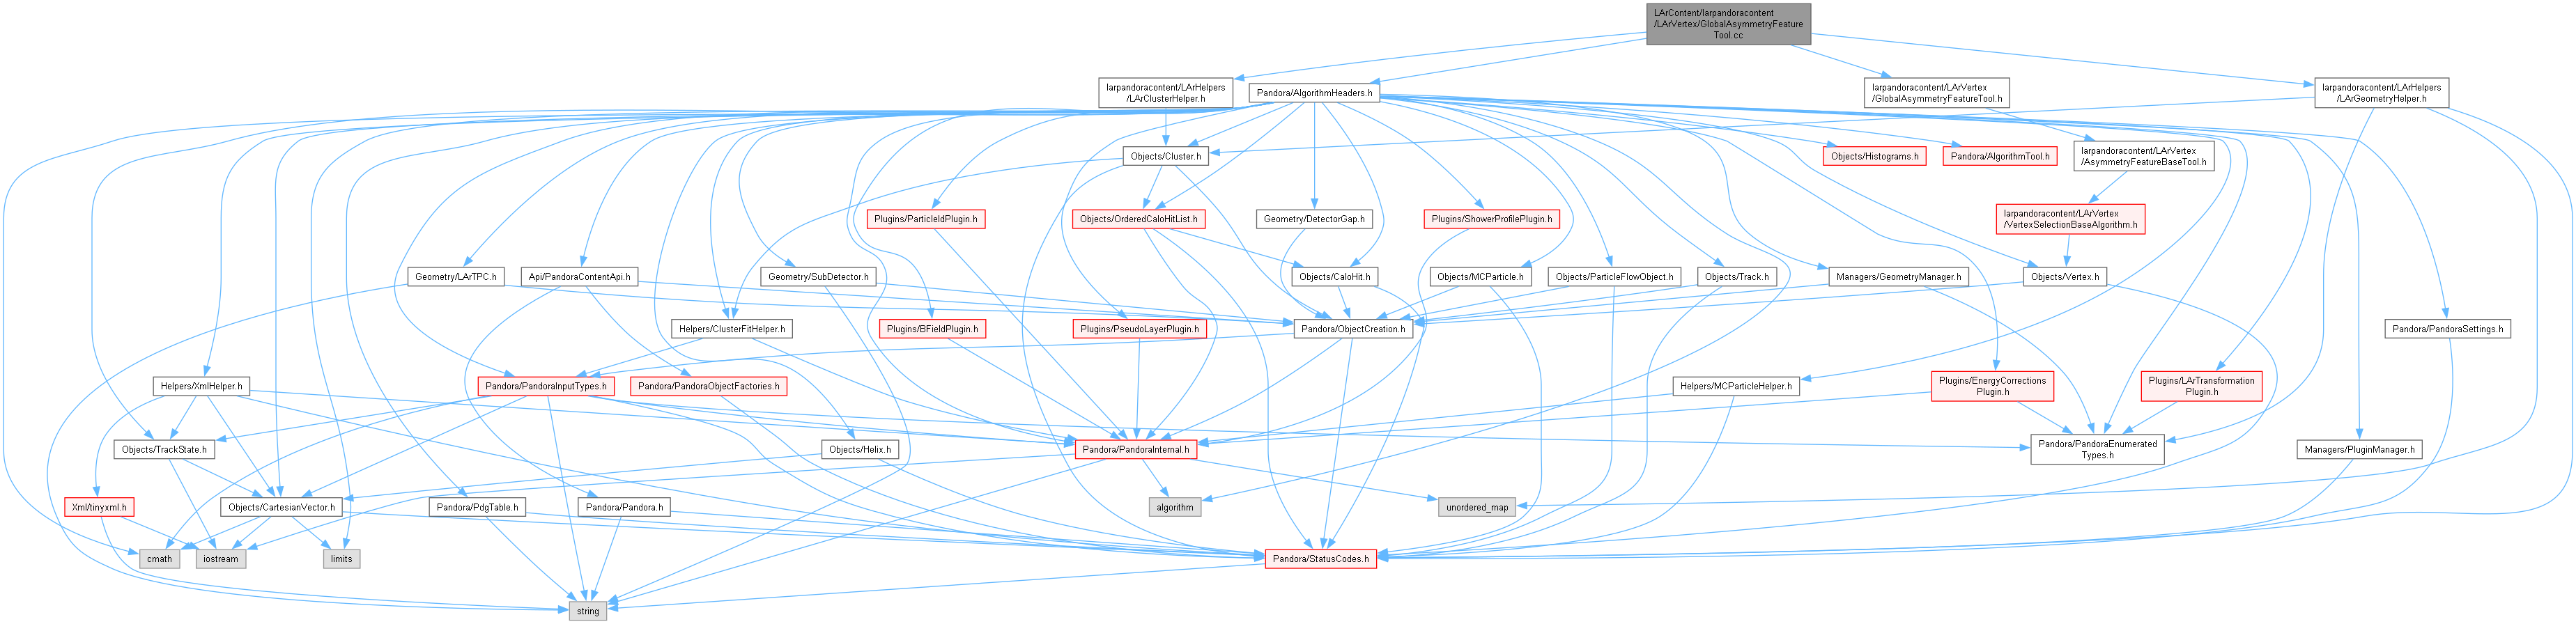 LArContent/larpandoracontent
/LArVertex/GlobalAsymmetryFeature
Tool.cc
larpandoracontent/LArHelpers
/LArClusterHelper.h
Pandora/AlgorithmHeaders.h
larpandoracontent/LArVertex
/GlobalAsymmetryFeatureTool.h
larpandoracontent/LArHelpers
/LArGeometryHelper.h
Objects/Cluster.h
Objects/Histograms.h
Pandora/AlgorithmTool.h
larpandoracontent/LArVertex
/AsymmetryFeatureBaseTool.h
Plugins/ParticleIdPlugin.h
Objects/OrderedCaloHitList.h
Geometry/DetectorGap.h
Plugins/ShowerProfilePlugin.h
larpandoracontent/LArVertex
/VertexSelectionBaseAlgorithm.h
Geometry/LArTPC.h
Api/PandoraContentApi.h
Geometry/SubDetector.h
Objects/CaloHit.h
Objects/MCParticle.h
Objects/ParticleFlowObject.h
Objects/Track.h
Managers/GeometryManager.h
Objects/Vertex.h
Helpers/ClusterFitHelper.h
Plugins/BFieldPlugin.h
Plugins/PseudoLayerPlugin.h
Pandora/ObjectCreation.h
Pandora/PandoraSettings.h
Helpers/XmlHelper.h
Pandora/PandoraInputTypes.h
Pandora/PandoraObjectFactories.h
Helpers/MCParticleHelper.h
Plugins/EnergyCorrections
Plugin.h
Plugins/LArTransformation
Plugin.h
Objects/TrackState.h
Objects/Helix.h
Pandora/PandoraInternal.h
Pandora/PandoraEnumerated
Types.h
Managers/PluginManager.h
Xml/tinyxml.h
Objects/CartesianVector.h
Pandora/PdgTable.h
Pandora/Pandora.h
algorithm
unordered_map
cmath
iostream
limits
Pandora/StatusCodes.h
string